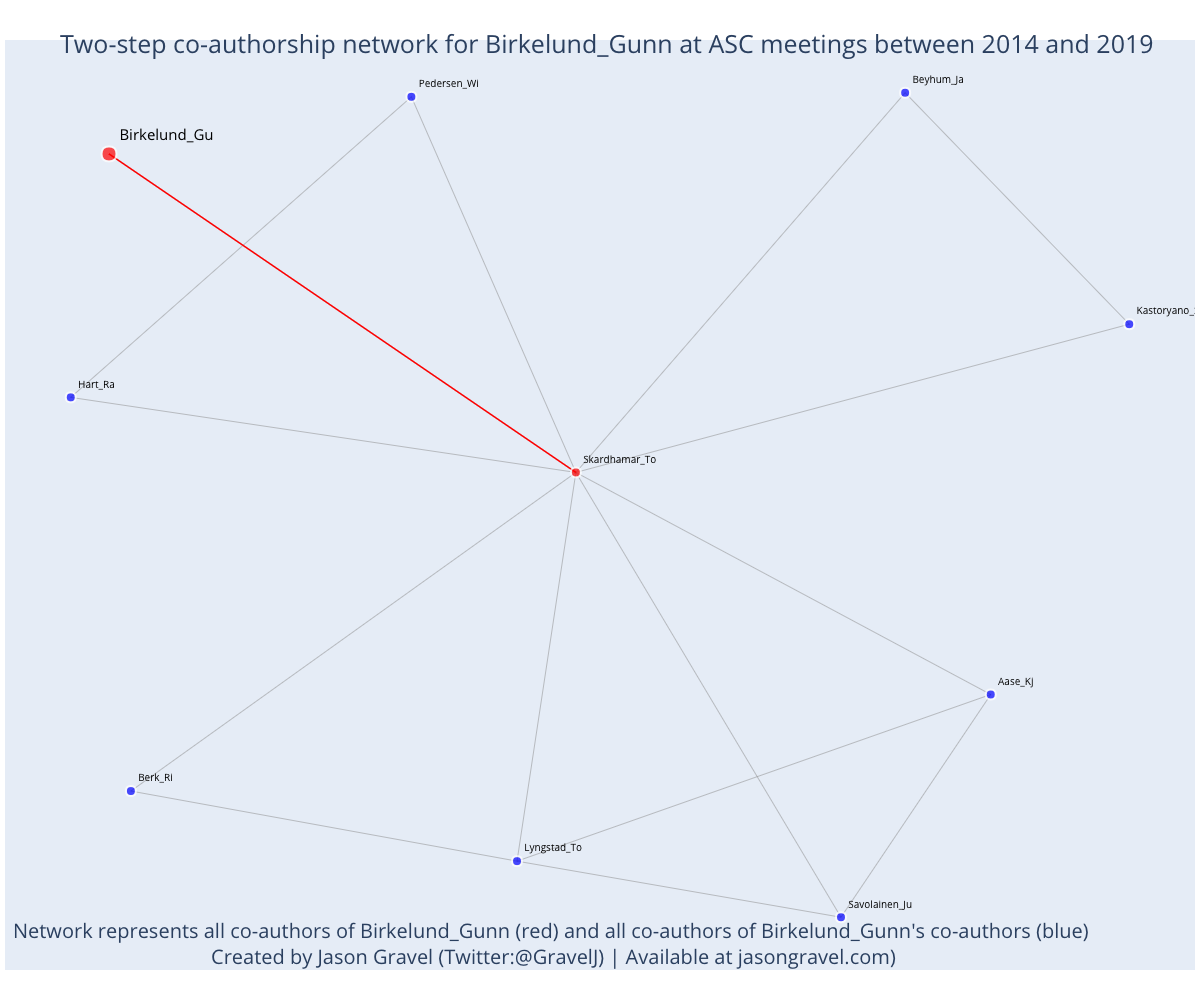 Two-step co-authorship network for Birkelund_Gunn at ASC meetings between 2014 and 2019
Pedersen_Wi
Beyhum_Ja
Birkelund_Gu
Kastoryano_
Hart_Ra
Skardhamar_To
Aase_Kj
Berk_Ri
Lyngstad_To
Savolainen_Ju
Network represents all co-authors of Birkelund_Gunn (red) and all co-authors of Birkelund_Gunn's co-authors (blue)
Created by Jason Gravel (Twitter:@GravelJ) | Available at jasongravel.com)